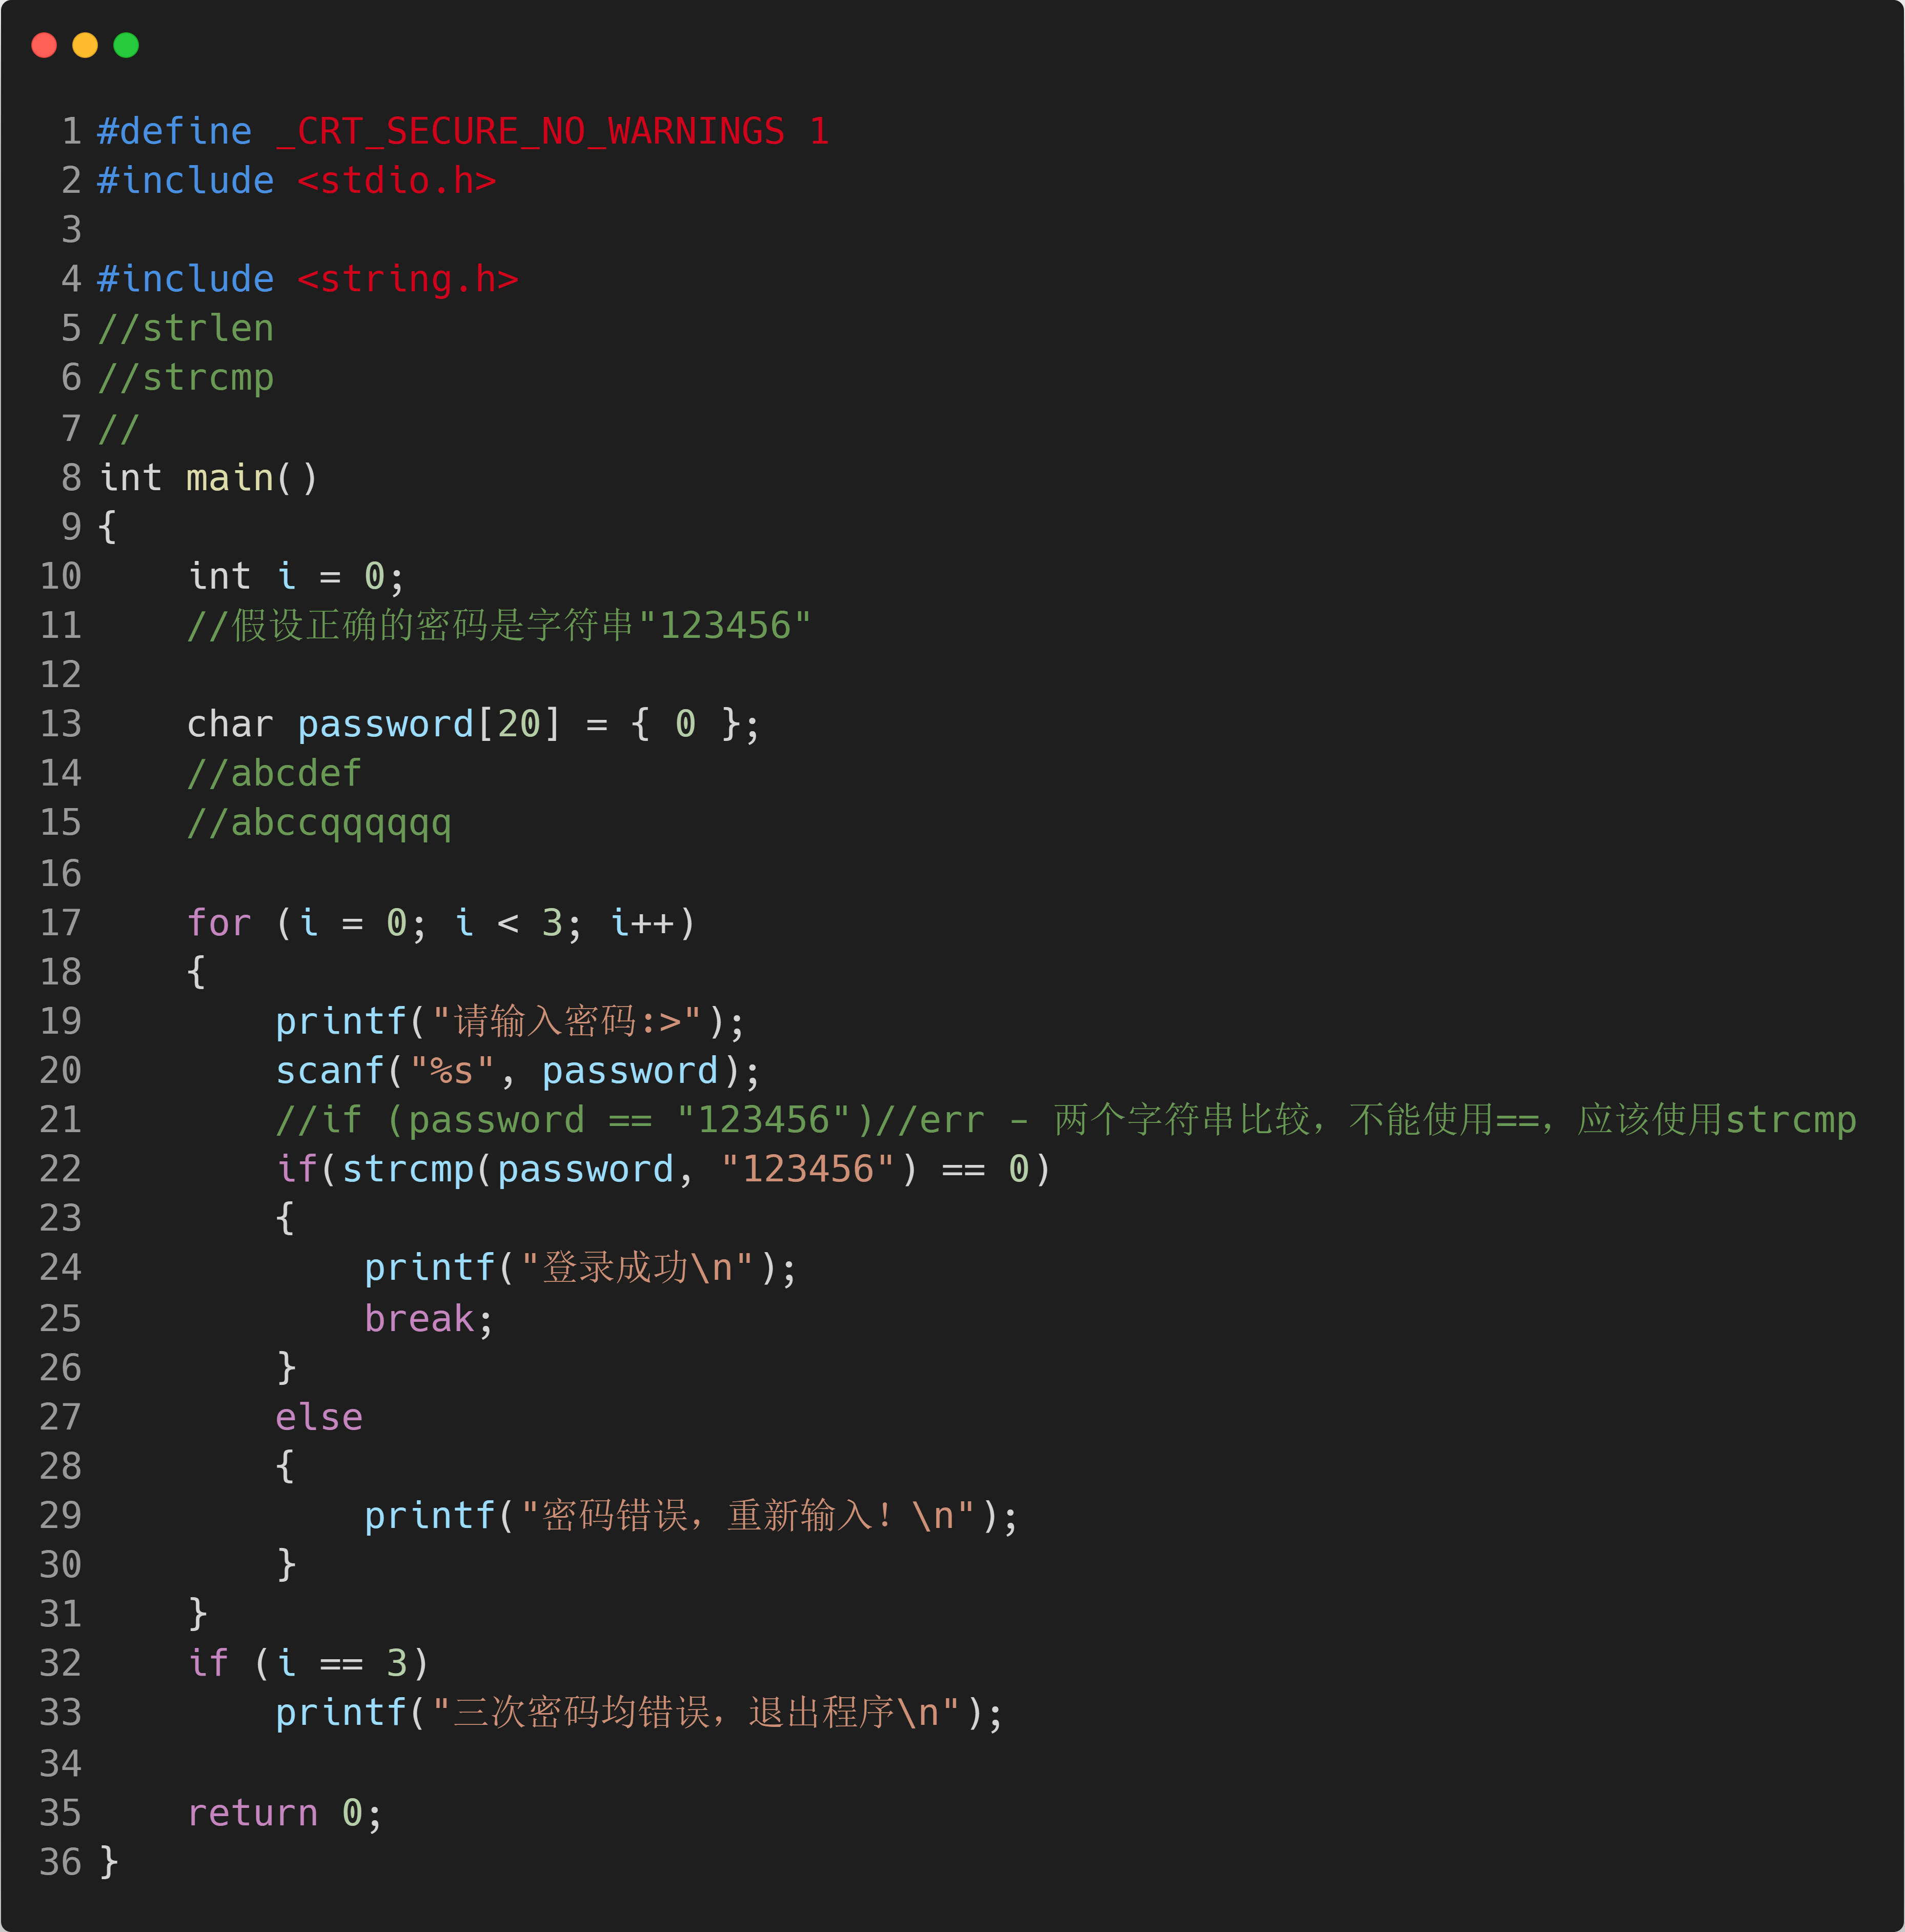 1 #define _CRT_SECURE_NO_WARNINGS 1
2 #include <stdio.h>
3
4 #include <string.h>
5 //strlen
6 //strcmp
7 //
8 int main()
9 {
10     int i = 0;
11     //假设正确的密码是字符串"123456"
12
13     char password[20] = { 0 };
14     //abcdef
15     //abccqqqqqq
16
17     for (i = 0; i < 3; i++)
18     {
19         printf("请输入密码:>");
20         scanf("%s", password);
21         //if (password == "123456")//err - 两个字符串比较，不能使用==，应该使用strcmp
22         if(strcmp(password, "123456") == 0)
23         {
24             printf("登录成功\n");
25             break;
26         }
27         else
28         {
29             printf("密码错误，重新输入！\n");
30         }
31     }
32     if (i == 3)
33         printf("三次密码均错误，退出程序\n");
34
35     return 0;
36 }